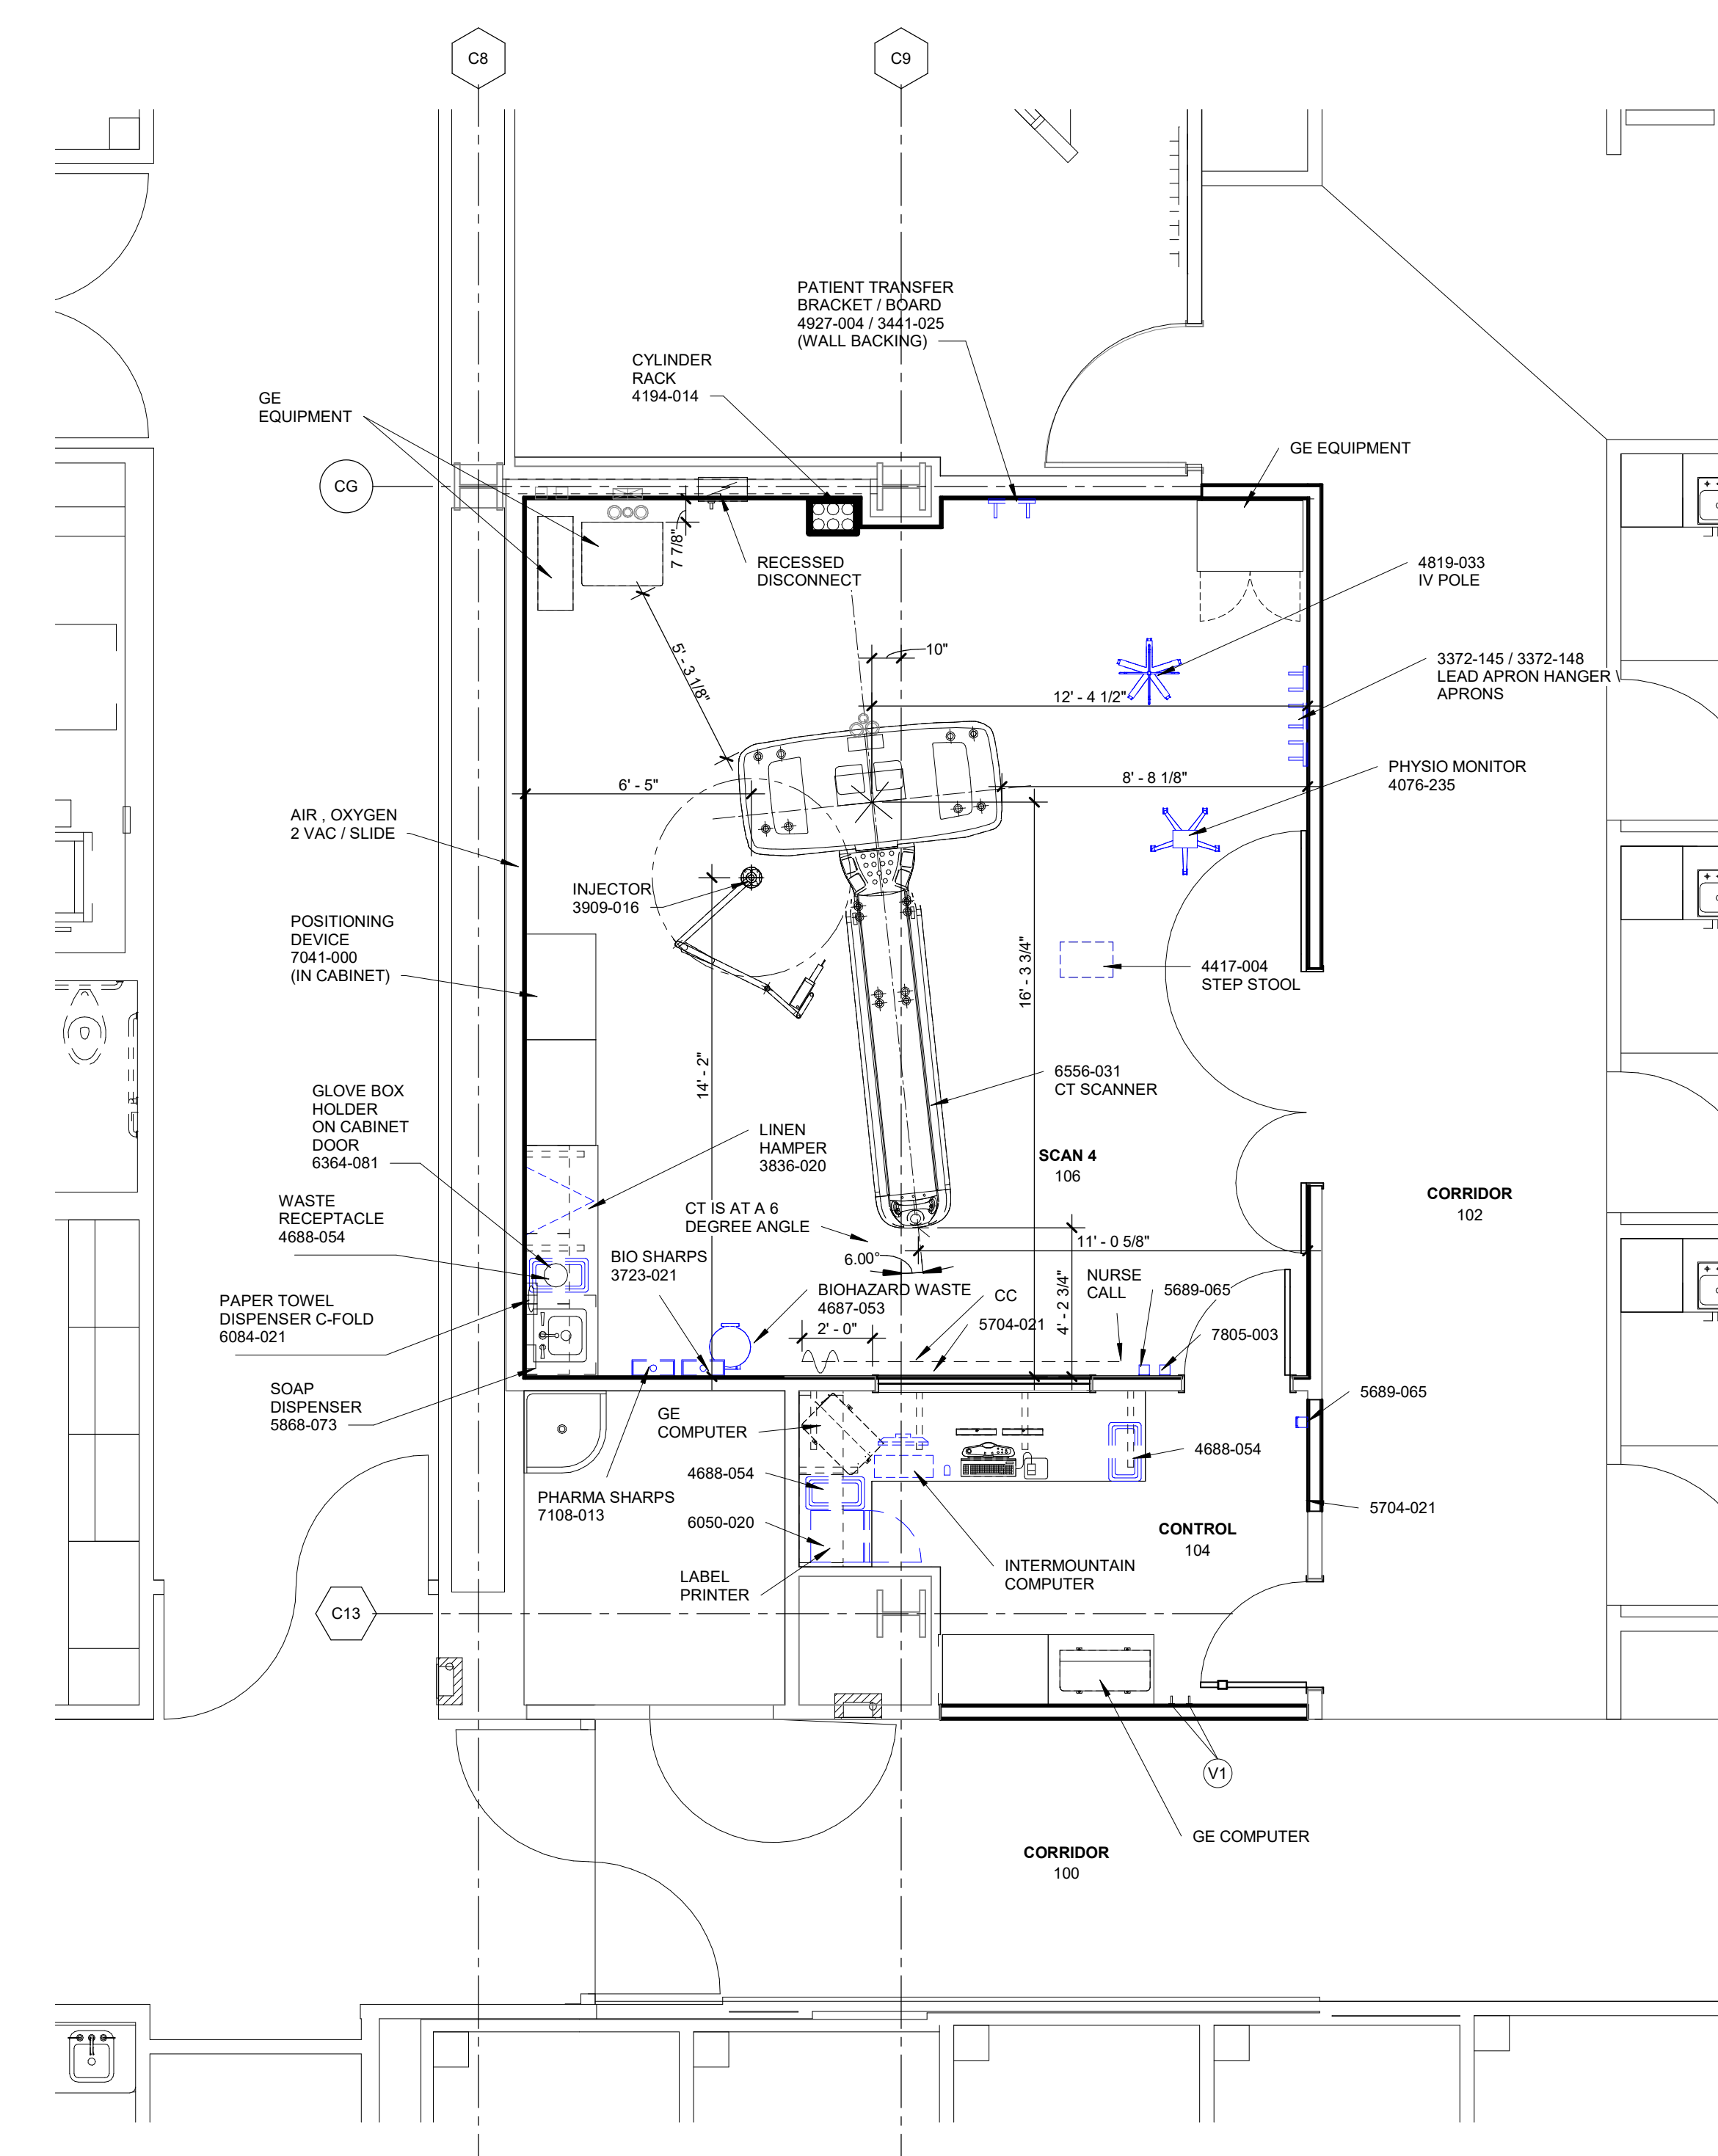 C8
C9
PATIENT TRANSFER
BRACKET / BOARD
4927-004 / 3441-025
(WALL BACKING)
CYLINDER
RACK
4194-014
GE
EQUIPMENT
GE EQUIPMENT
CG
7 7/8"
RECESSED
DISCONNECT
4819-033
IV POLE
5' - 3 1/8"
10"
3372-145 / 3372-148
LEAD APRON HANGER \
APRONS
12' - 4 1/2"
PHYSIO MONITOR
4076-235
6' - 5"
8' - 8 1/8"
AIR , OXYGEN
2 VAC / SLIDE
INJECTOR
3909-016
POSITIONING
DEVICE
7041-000
(IN CABINET)
16' - 3 3/4"
4417-004
STEP STOOL
14' - 2"
6556-031
CT SCANNER
GLOVE BOX
HOLDER
ON CABINET
DOOR
6364-081
LINEN
HAMPER
3836-020
SCAN 4
106
CORRIDOR
102
WASTE
RECEPTACLE
4688-054
CT IS AT A 6
DEGREE ANGLE
11' - 0 5/8"
6.00°
BIO SHARPS
3723-021
BIOHAZARD WASTE
4687-053
CC
NURSE
CALL
5689-065
PAPER TOWEL
DISPENSER C-FOLD
6084-021
2' - 0"
5704-021
4' - 2 3/4"
7805-003
SOAP
DISPENSER
5868-073
GE
COMPUTER
5689-065
4688-054
4688-054
PHARMA SHARPS
7108-013
6050-020
5704-021
CONTROL
104
LABEL
PRINTER
INTERMOUNTAIN
COMPUTER
C13
V1
GE COMPUTER
CORRIDOR
100